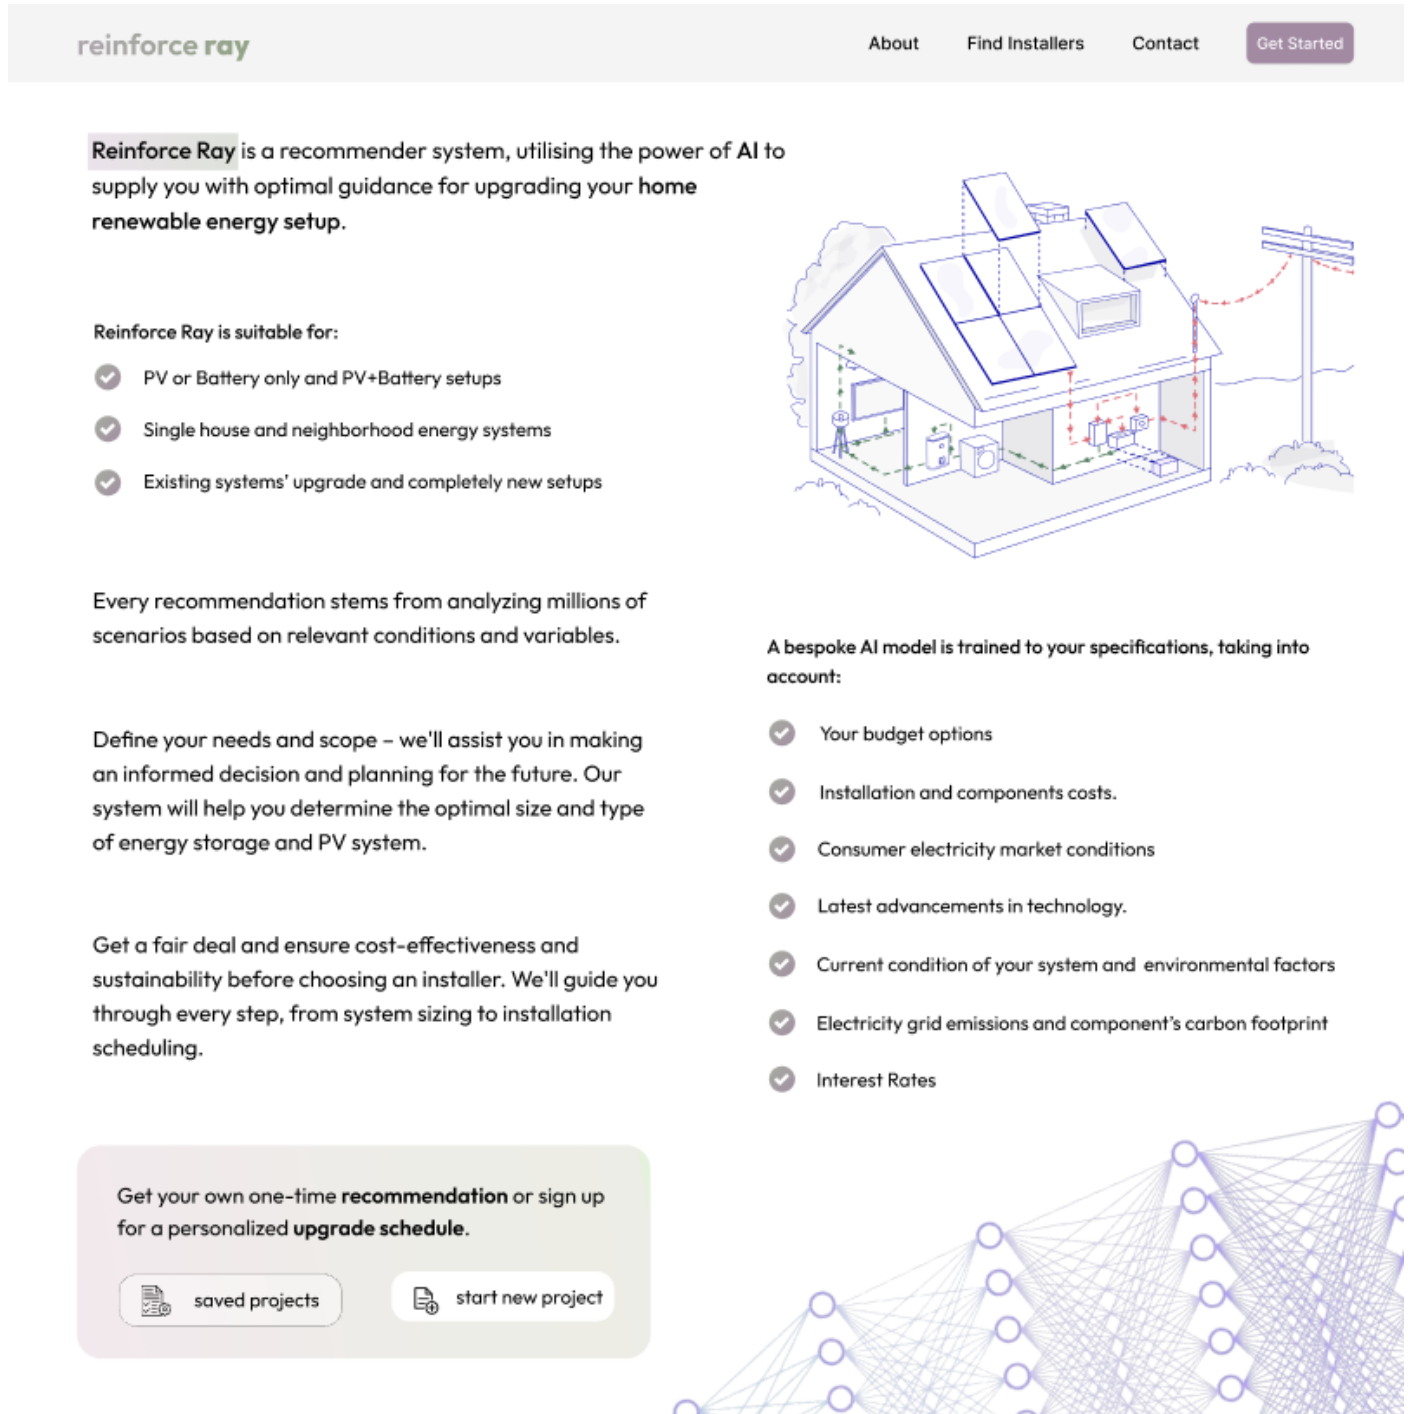 reinforce ray
About
Find Installers
Contact
Get Started
Reinforce Ray is a recommender system, utilising the power of AI to
supply you with optimal guidance for upgrading your home
renewable energy setup.
Reinforce Ray is suitable for:
PV or Battery only and PV+Battery setups
Single house and neighborhood energy systems
Existing systems' upgrade and completely new setups
Every recommendation stems from analyzing millions of
scenarios based on relevant conditions and variables.
Define your needs and scope – we'll assist you in making
an informed decision and planning for the future. Our
system will help you determine the optimal size and type
of energy storage and PV system.
Get a fair deal and ensure cost-effectiveness and
sustainability before choosing an installer. We'll guide you
through every step, from system sizing to installation
scheduling.
A bespoke AI model is trained to your specifications, taking into
account:
Your budget options
Installation and components costs.
Consumer electricity market conditions
Latest advancements in technology.
Current condition of your system and environmental factors
Electricity grid emissions and component's carbon footprint
Interest Rates
Get your own one-time recommendation or sign up
for a personalized upgrade schedule.
saved projects
start new project